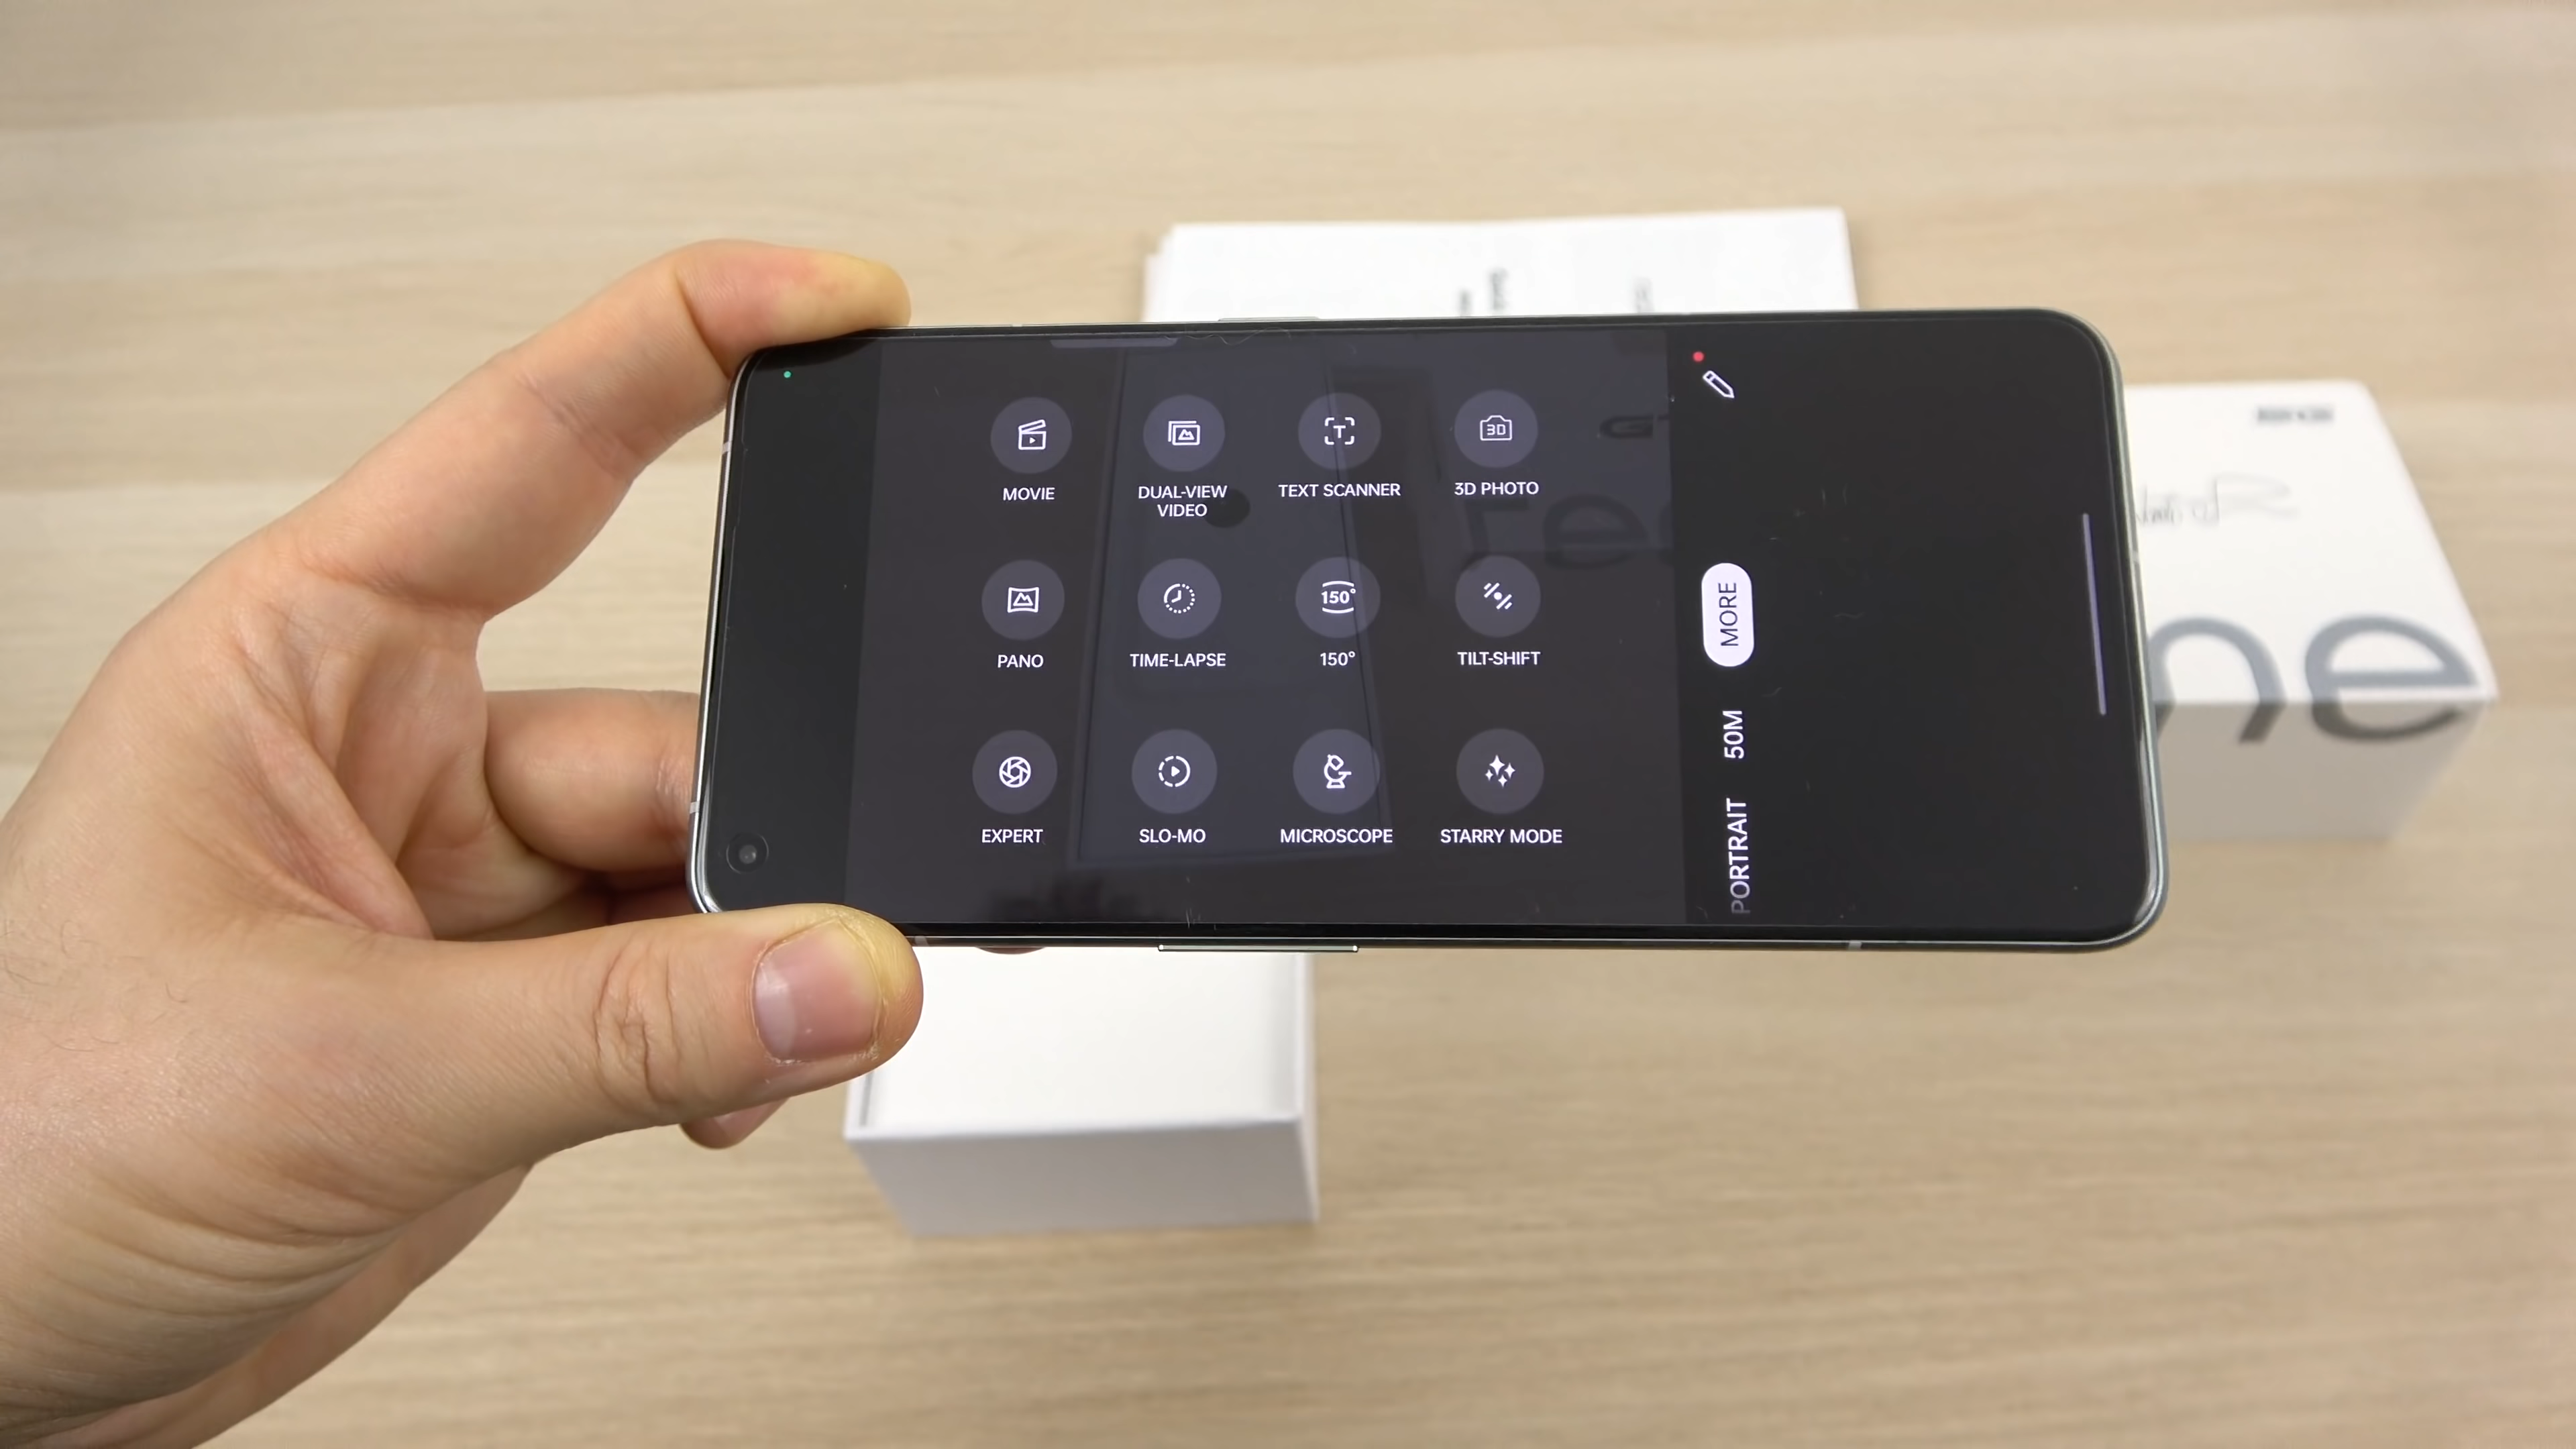 MOVIE
DUAL-VIEW
VIDEO
TEXT SCANNER
3D
3D PHOTO
PANO
TIME-LAPSE
150°
150°
TILT-SHIFT
EXPERT
SLO-MO
MICROSCOPE
STARRY MODE
MORE
50M
PORTRAIT
ne